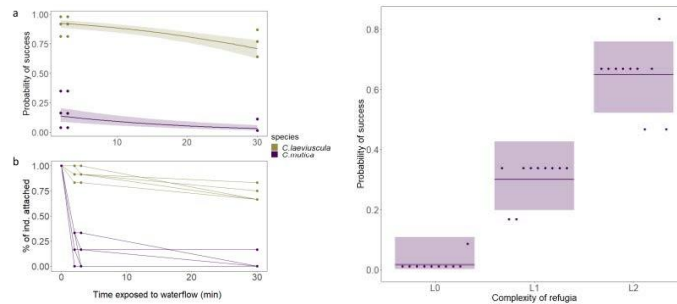 a
Probability of success
1.00
0.75
0.50
0.25
0.00
10
20
30
species
C.laeviuscula
C.mutica
b
% of ind. attached
1.00
0.75
0.50
0.25
0.00
0
10
20
30
Time exposed to waterflow (min)
Probability of success
0.8
0.6
0.4
0.2
0.0
L0
L1
L2
Complexity of refugia